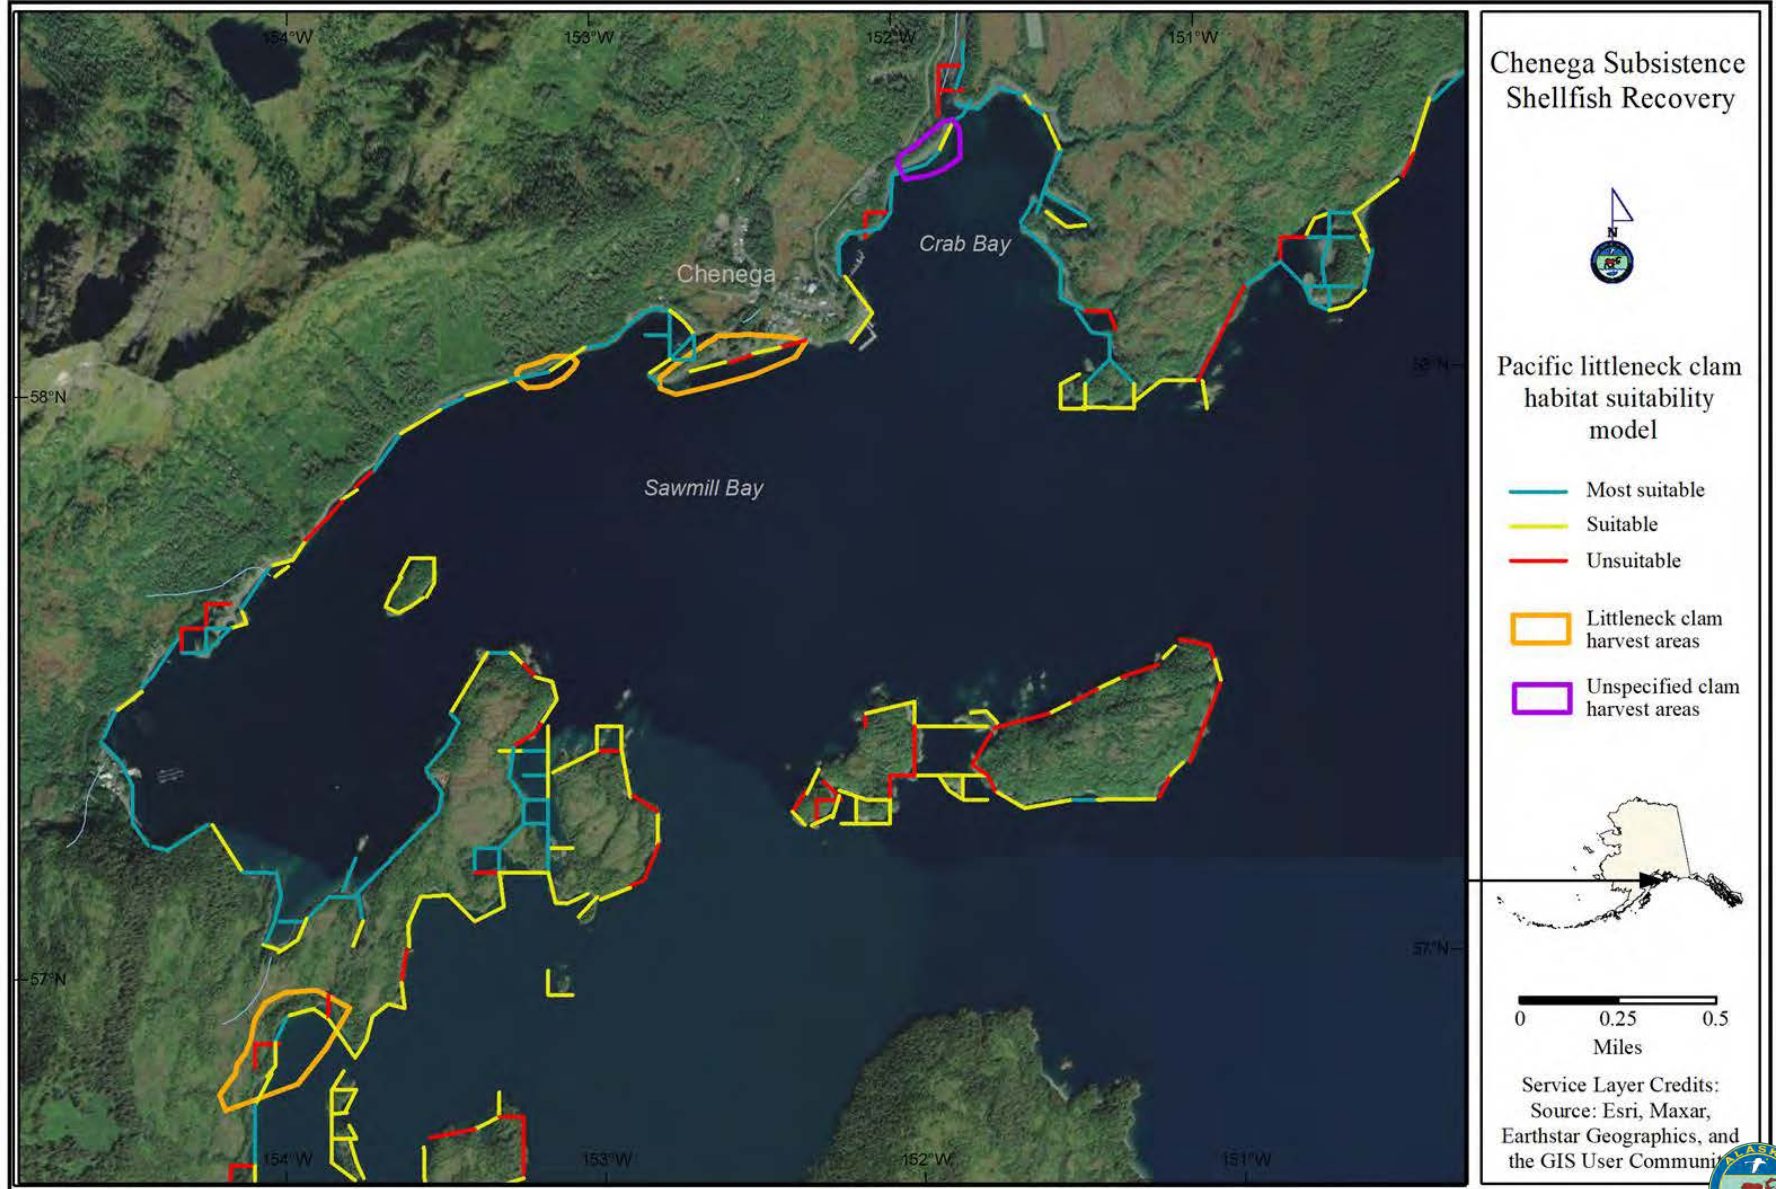 154°W
153°W
152°W
151°W
Crab Bay
Chenega
58°N
58°N
Sawmill Bay
57°N
57°N
154°W
153°W
152°W
151°W
Chenega Subsistence
Shellfish Recovery
N
Pacific littleneck clam
habitat suitability
model
Most suitable
Suitable
Unsuitable
Littleneck clam
harvest areas
Unspecified clam
harvest areas
0 0.25 0.5
Miles
Service Layer Credits:
Source: Esri, Maxar,
Earthstar Geographics, and
the GIS User Communit
ALASK